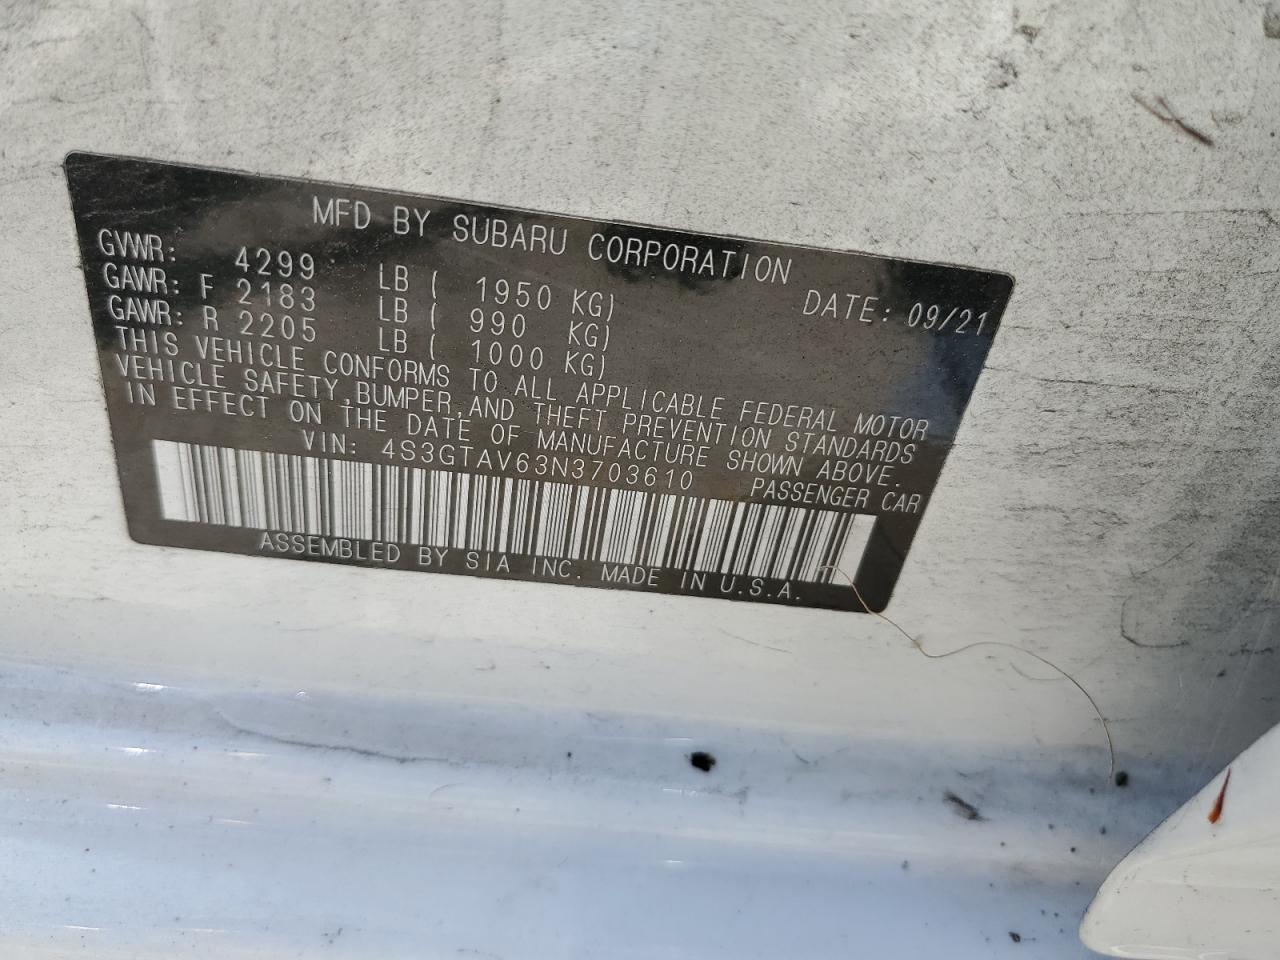 MFD BY SUBARU CORPORATION
DATE: 09/21
GVWR: 4299 LB ( 1950 KG)
GAWR: F 2183 LB ( 990 KG)
GAWR: R 2205 LB ( 1000 KG)
THIS VEHICLE CONFORMS TO ALL APPLICABLE FEDERAL MOTOR
VEHICLE SAFETY,BUMPER,AND THEFT PREVENTION STANDARDS
IN EFFECT ON THE DATE OF MANUFACTURE SHOWN ABOVE.
VIN: 4S3GTAV63N3703610 PASSENGER CAR
ASSEMBLED BY SIA INC. MADE IN U.S.A.